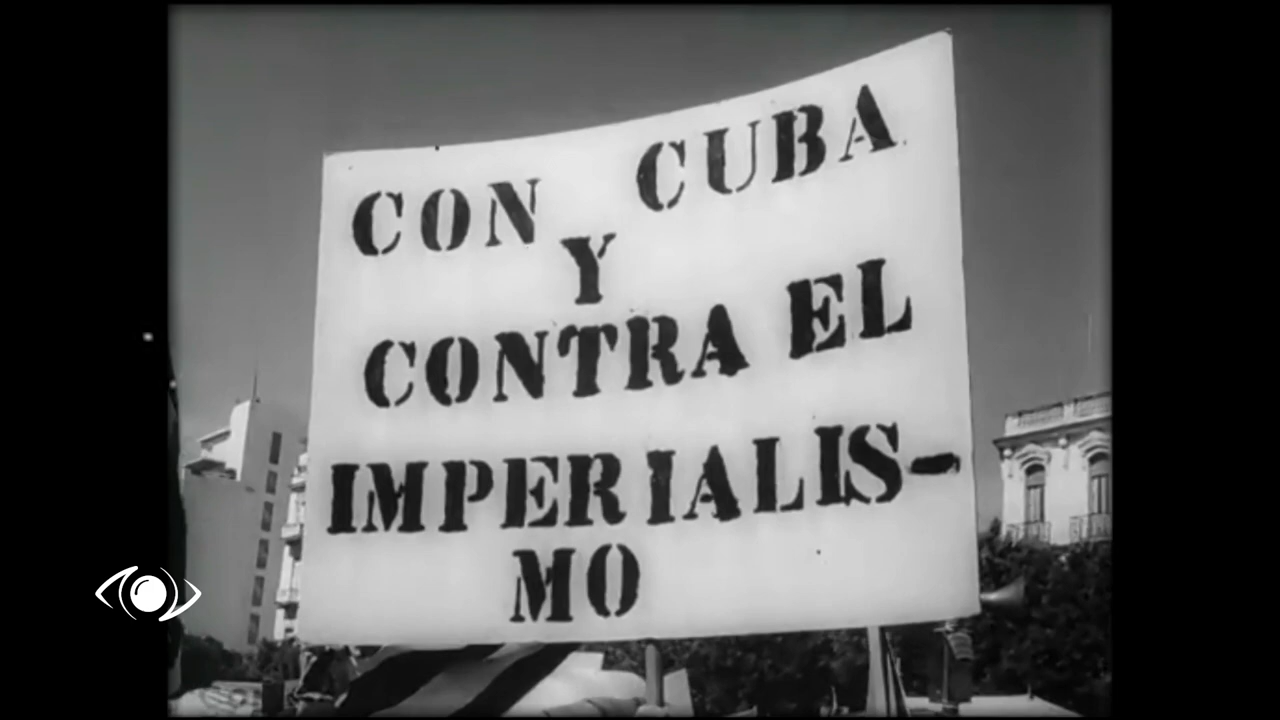 CON CUBA
Y
CONTRA EL
IMPERIALIS-
MO